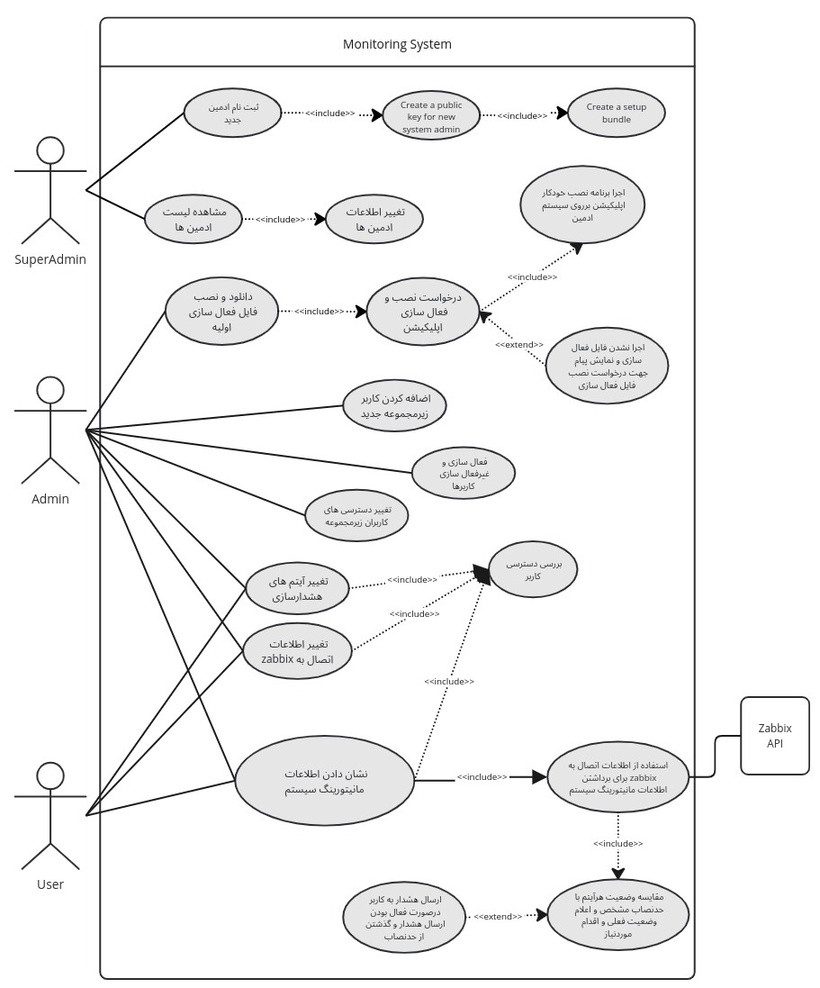 Monitoring System
ثبت نام ادمین
جدید
<<include>>
Create a public
key for new
system admin
<<include>>
Create a setup
bundle
SuperAdmin
مشاهده لیست
ادمین ها
<<include>>
تغییر اطلاعات
ادمین ها
اجرا برنامه نصب خودکار
اپلیکیشن برروی سیستم
ادمین
<<include>>
دانلود و نصب
فایل فعال سازی
اولیه
<<include>>
درخواست نصب و
فعال سازی
اپلیکیشن
<<extend>>
اجرا نشدن فایل فعال
سازی و نمایش پیام
جهت درخواست نصب
فایل فعال سازی
Admin
اضافه کردن کاربر
زیرمجموعه جدید
فعال سازی و
غیرفعال سازی
کاربرها
تغییر دسترسی های
کاربران زیرمجموعه
تغییر آیتم های
هشدارسازی
<<include>>
بررسی دسترسی
کاربر
تغییر اطلاعات
اتصال به zabbix
<<include>>
<<include>>
User
نشان دادن اطلاعات
مانیتورینگ سیستم
<<include>>
استفاده از اطلاعات اتصال به
zabbix برای برداشتن
اطلاعات مانیتورینگ سیستم
Zabbix
API
<<include>>
ارسال هشدار به کاربر
درصورت فعال بودن
ارسال هشدار و گذشتن
از حدنصاب
<<extend>>
مقایسه وضعیت هرآیتم با
حدنصاب مشخص و اعلام
وضعیت فعلی و اقدام
موردنیاز